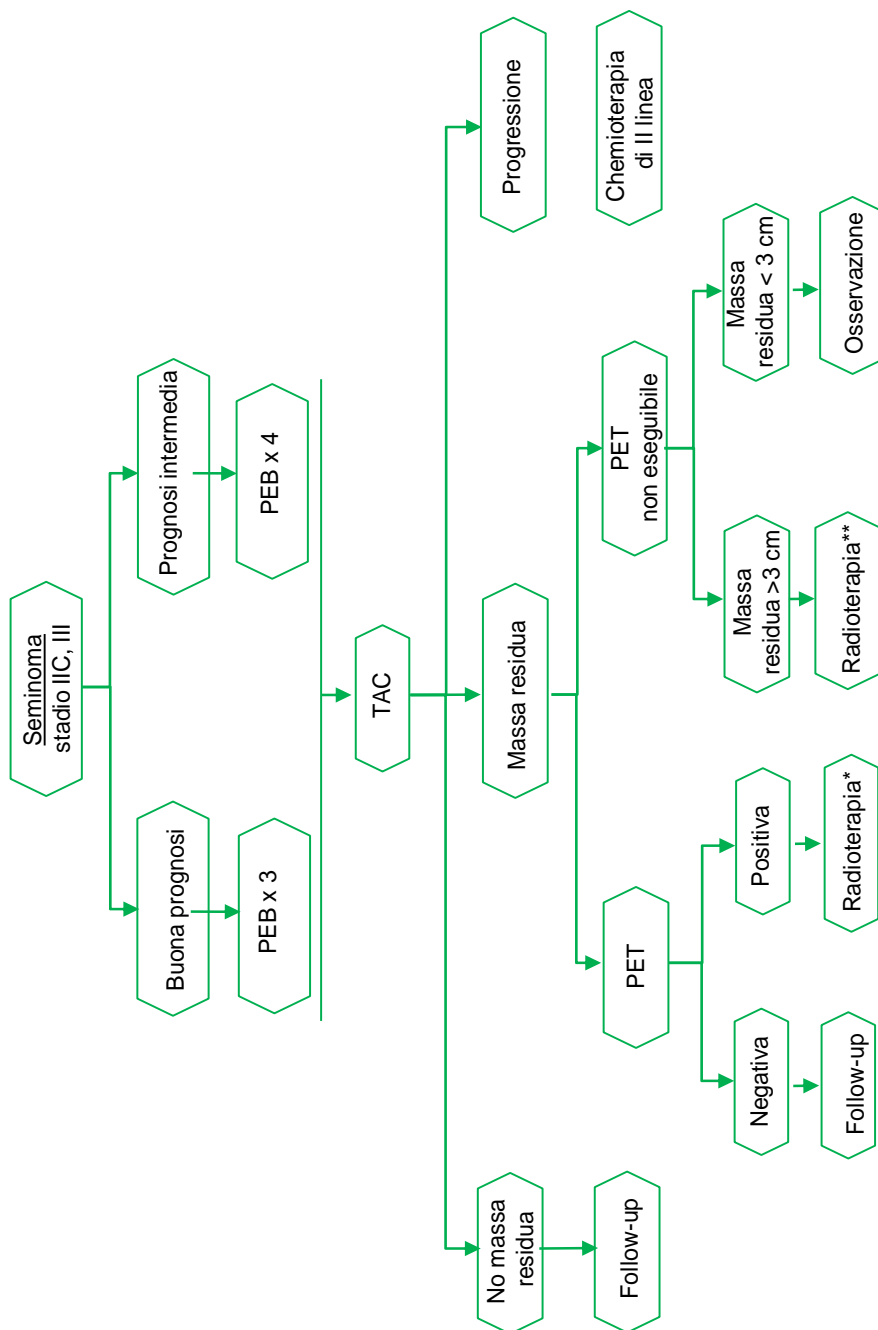 Seminoma
stadio IIC, III
Buona prognosi
Prognosi intermedia
PEB x 3
PEB x 4
TAC
No massa
residua
Massa residua
Progressione
Follow-up
Chemioterapia
di II linea
PET
PET
non eseguibile
Negativa
Positiva
Massa
residua >3 cm
Massa
residua < 3 cm
Follow-up
Radioterapia*
Radioterapia**
Osservazione